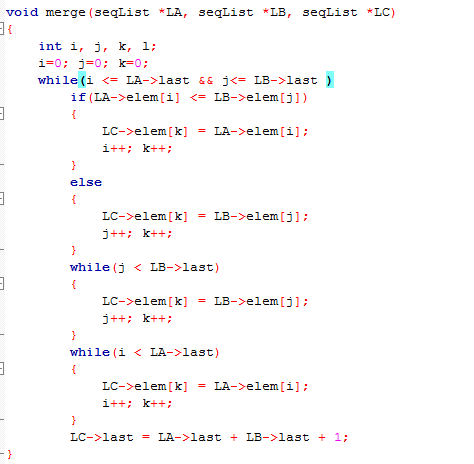 void merge(seqList *LA, seqList *LB, seqList *LC)
{
    int i, j, k, l;
    i=0; j=0; k=0;
    while(i <= LA->last && j<= LB->last )
        if(LA->elem[i] <= LB->elem[j])
        {
            LC->elem[k] = LA->elem[i];
            i++; k++;
        }
        else
        {
            LC->elem[k] = LB->elem[j];
            j++; k++;
        }
        while(j < LB->last)
        {
            LC->elem[k] = LB->elem[j];
            j++; k++;
        }
        while(i < LA->last)
        {
            LC->elem[k] = LA->elem[i];
            i++; k++;
        }
        LC->last = LA->last + LB->last + 1;
}